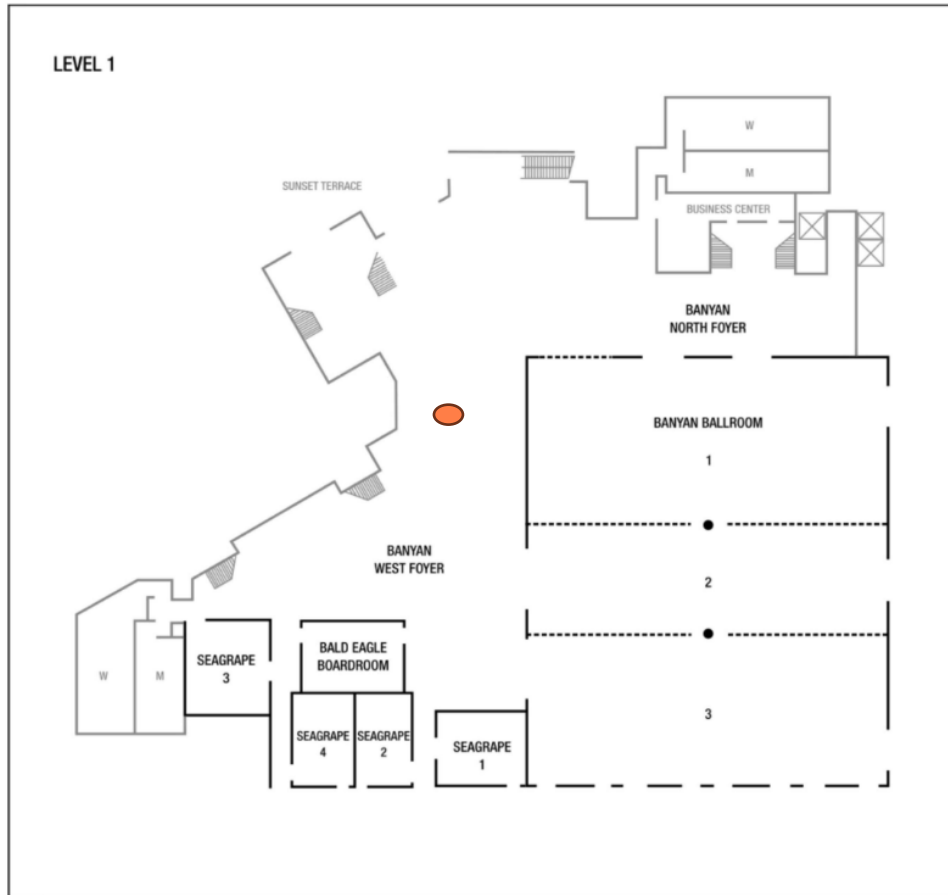 LEVEL 1
W
M
SUNSET TERRACE
BUSINESS CENTER
BANYAN
NORTH FOYER
BANYAN BALLROOM
1
BANYAN
WEST FOYER
2
BALD EAGLE
BOARDROOM
SEAGRAPE
3
W
M
3
SEAGRAPE
4
SEAGRAPE
2
SEAGRAPE
1